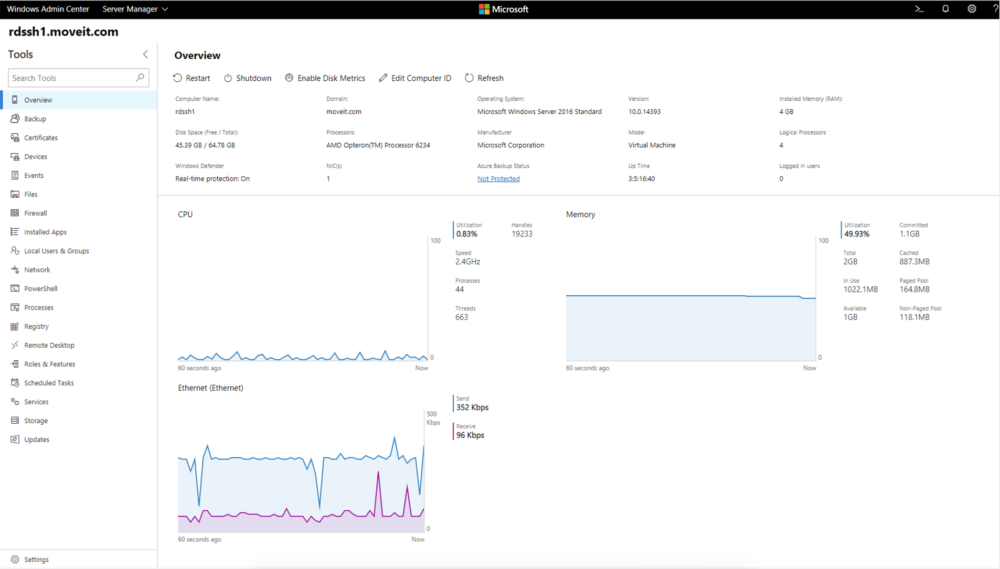 Windows Admin Center Server Manager Microsoft ?
rdssh1.moveit.com
Tools
Search Tools
Overview
Backup
Certificates
Devices
Events
Files
Firewall
Installed Apps
Local Users & Groups
Network
PowerShell
Processes
Registry
Remote Desktop
Roles & Features
Scheduled Tasks
Services
Storage
Updates
Settings
Overview
Restart Shutdown Enable Disk Metrics Edit Computer ID Refresh
Computer Name: Domain: Operating System: Version: Installed Memory (RAM):
rdssh1 moveit.com Microsoft Windows Server 2016 Standard 10.0.14393 4 GB
Disk Space (Free / Total): Processors: Manufacturer Model Logical Processors
45.39 GB / 64.78 GB AMD Opteron(TM) Processor 6234 Microsoft Corporation Virtual Machine 4
Windows Defender NIC(s) Azure Backup Status Up Time Logged in users
Real-time protection: On 1 Not Protected 3:5:16:40 0
CPU
100
0
60 seconds ago Now
Utilization Handles
0.83% 19233
Speed
2.4GHz
Processes
44
Threads
663
Memory
100
0
60 seconds ago Now
Utilization Committed
49.93% 1.1GB
Total Cached
2GB 887.3MB
In Use Paged Pool
1022.1MB 164.8MB
Available Non-Paged Pool
1GB 118.1MB
Ethernet (Ethernet)
500
Kbps
0
60 seconds ago Now
Send
352 Kbps
Receive
96 Kbps